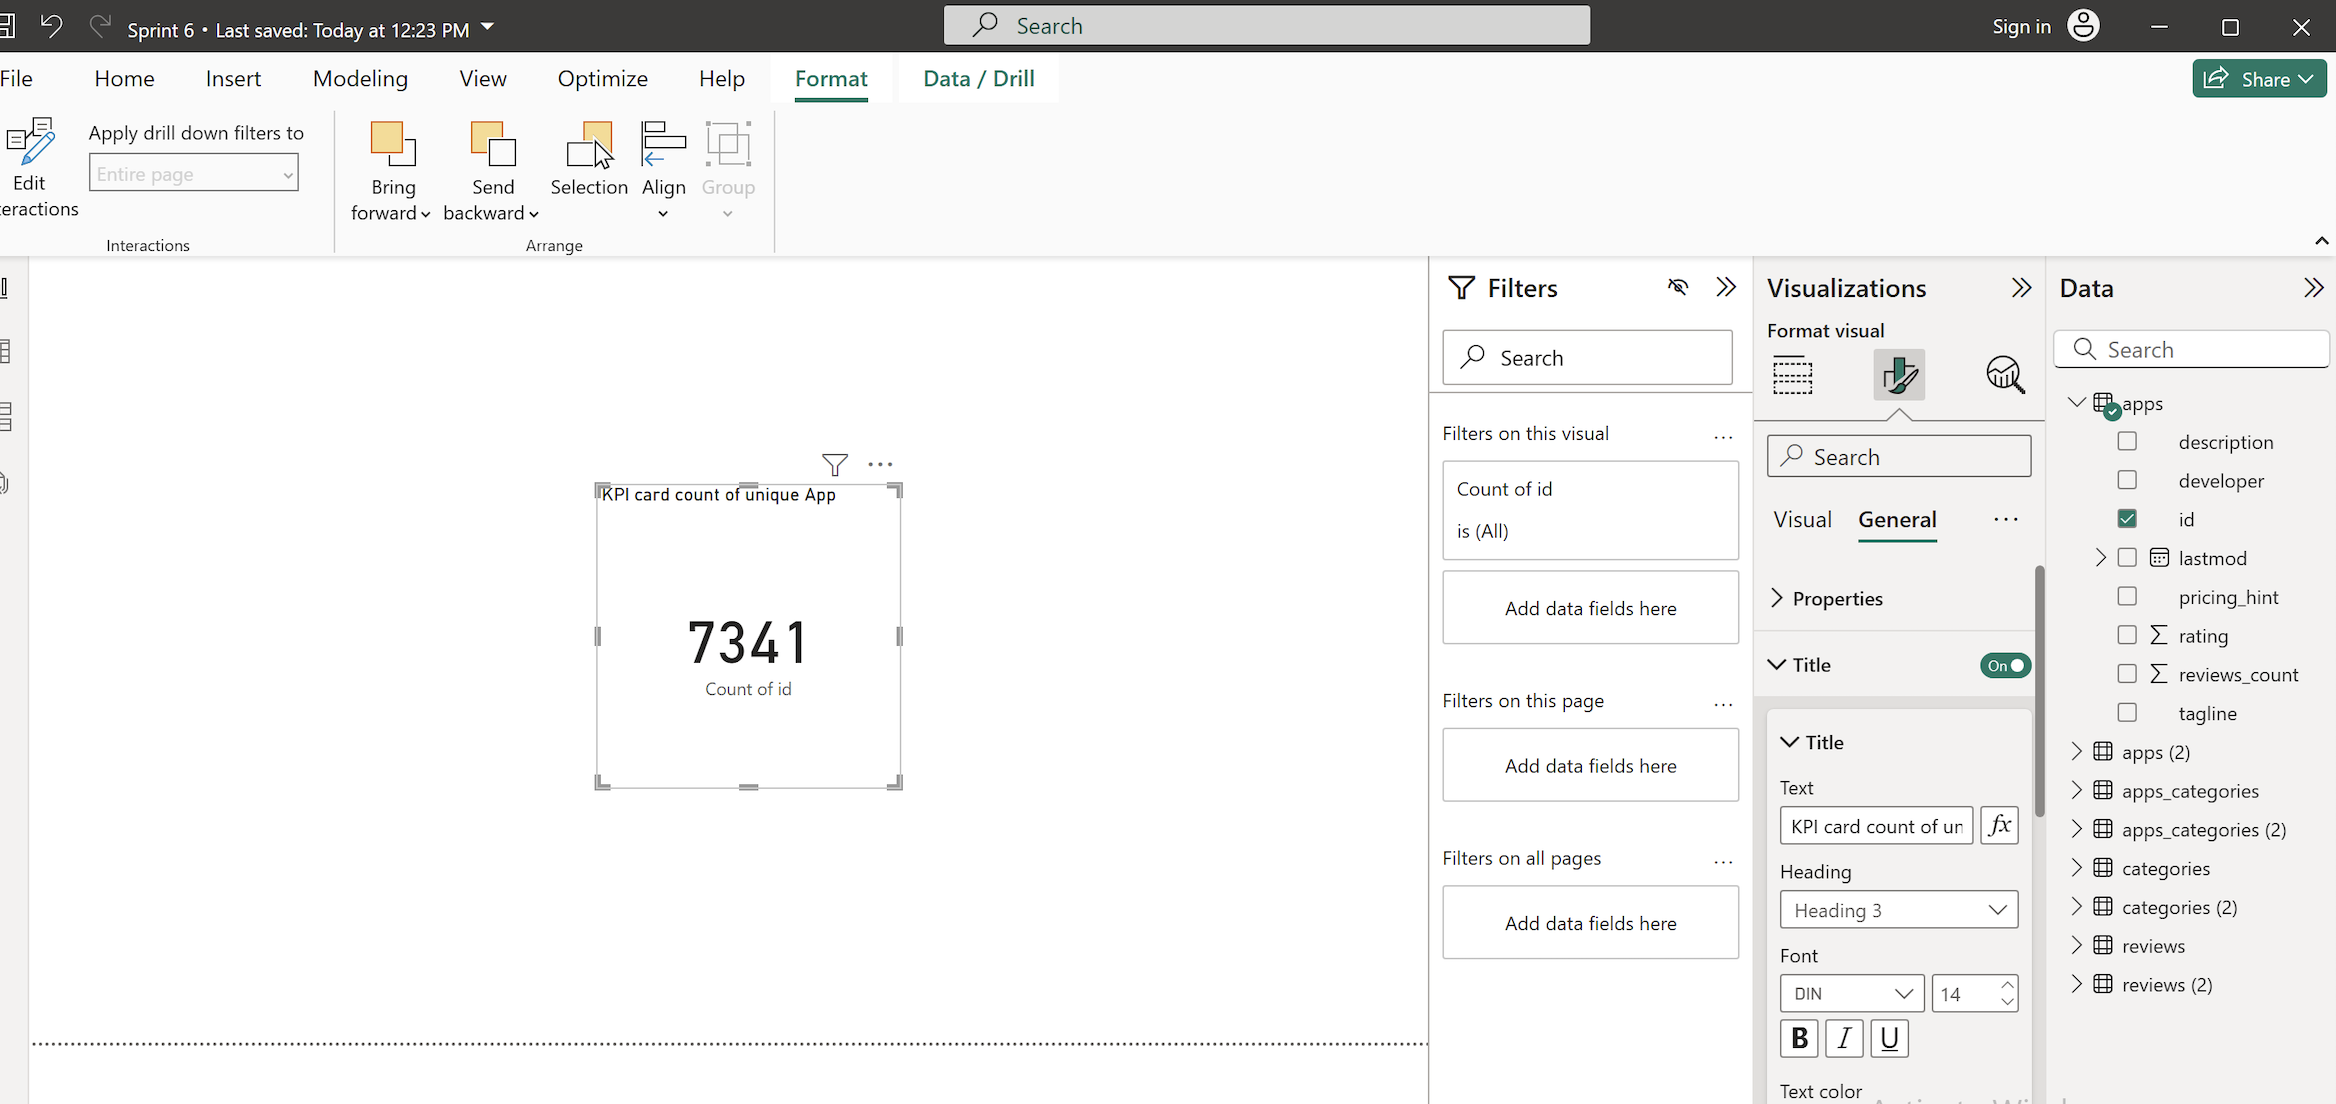 Sprint 6 • Last saved: Today at 12:23 PM
Search
Sign in
File
Home
Insert
Modeling
View
Optimize
Help
Format
Data / Drill
Share
Edit
teractions
Apply drill down filters to
Entire page
Interactions
Bring
forward
Send
backward
Selection
Align
Group
Arrange
KPI card count of unique App
7341
Count of id
Filters
Search
Filters on this visual
...
Count of id
is (All)
Add data fields here
Filters on this page
...
Add data fields here
Filters on all pages
...
Add data fields here
Visualizations
Format visual
Search
Visual
General
...
Properties
Title
On
Title
Text
KPI card count of un
fx
Heading
Heading 3
Font
DIN
14
B
I
U
Text color
Data
Search
apps
description
developer
id
lastmod
pricing_hint
rating
reviews_count
tagline
apps (2)
apps_categories
apps_categories (2)
categories
categories (2)
reviews
reviews (2)